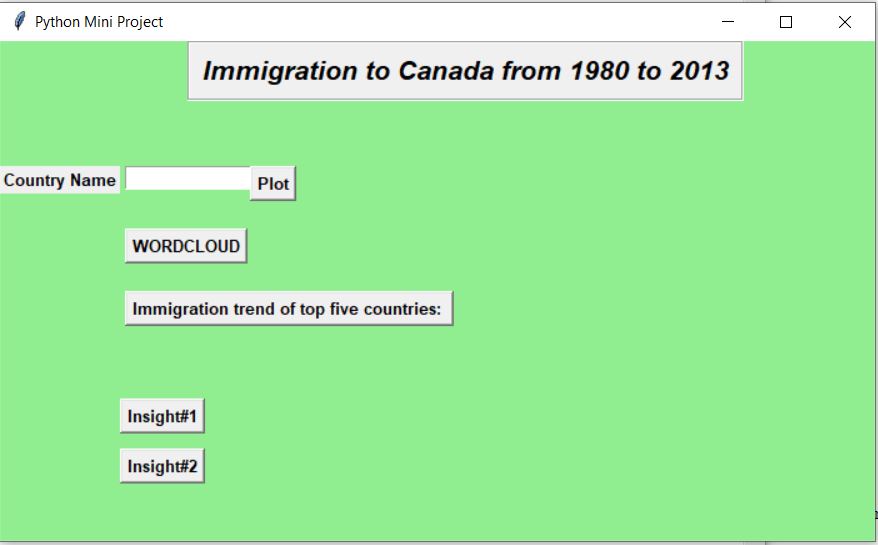 Python Mini Project
Immigration to Canada from 1980 to 2013
Country Name
Plot
WORDCLOUD
Immigration trend of top five countries:
Insight#1
Insight#2